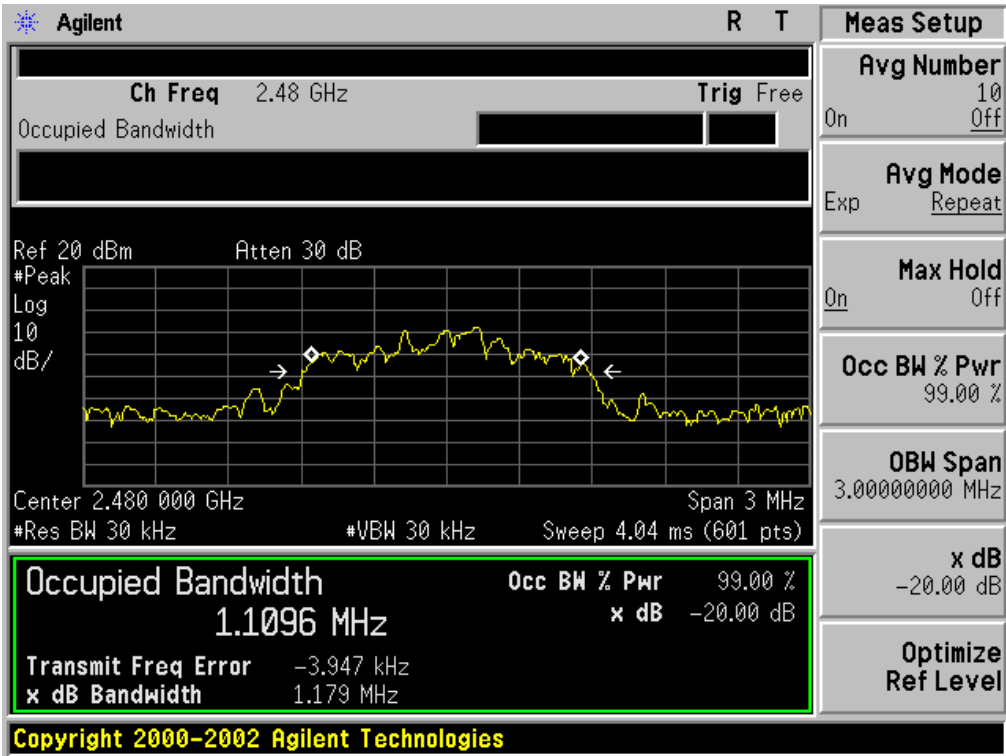 Agilent R T
Ch Freq 2.48 GHz Trig Free
Occupied Bandwidth
Ref 20 dBm Atten 30 dB
#Peak
Log
10
dB/
Center 2.480 000 GHz Span 3 MHz
#Res BW 30 kHz #VBW 30 kHz Sweep 4.04 ms (601 pts)
Occupied Bandwidth
1.1096 MHz
Occ BW % Pwr 99.00 %
x dB -20.00 dB
Transmit Freq Error -3.947 kHz
x dB Bandwidth 1.179 MHz
Copyright 2000-2002 Agilent Technologies
Meas Setup
Avg Number
10
On Off
Avg Mode
Exp Repeat
Max Hold
On Off
Occ BW % Pwr
99.00 %
OBW Span
3.00000000 MHz
x dB
-20.00 dB
Optimize
Ref Level